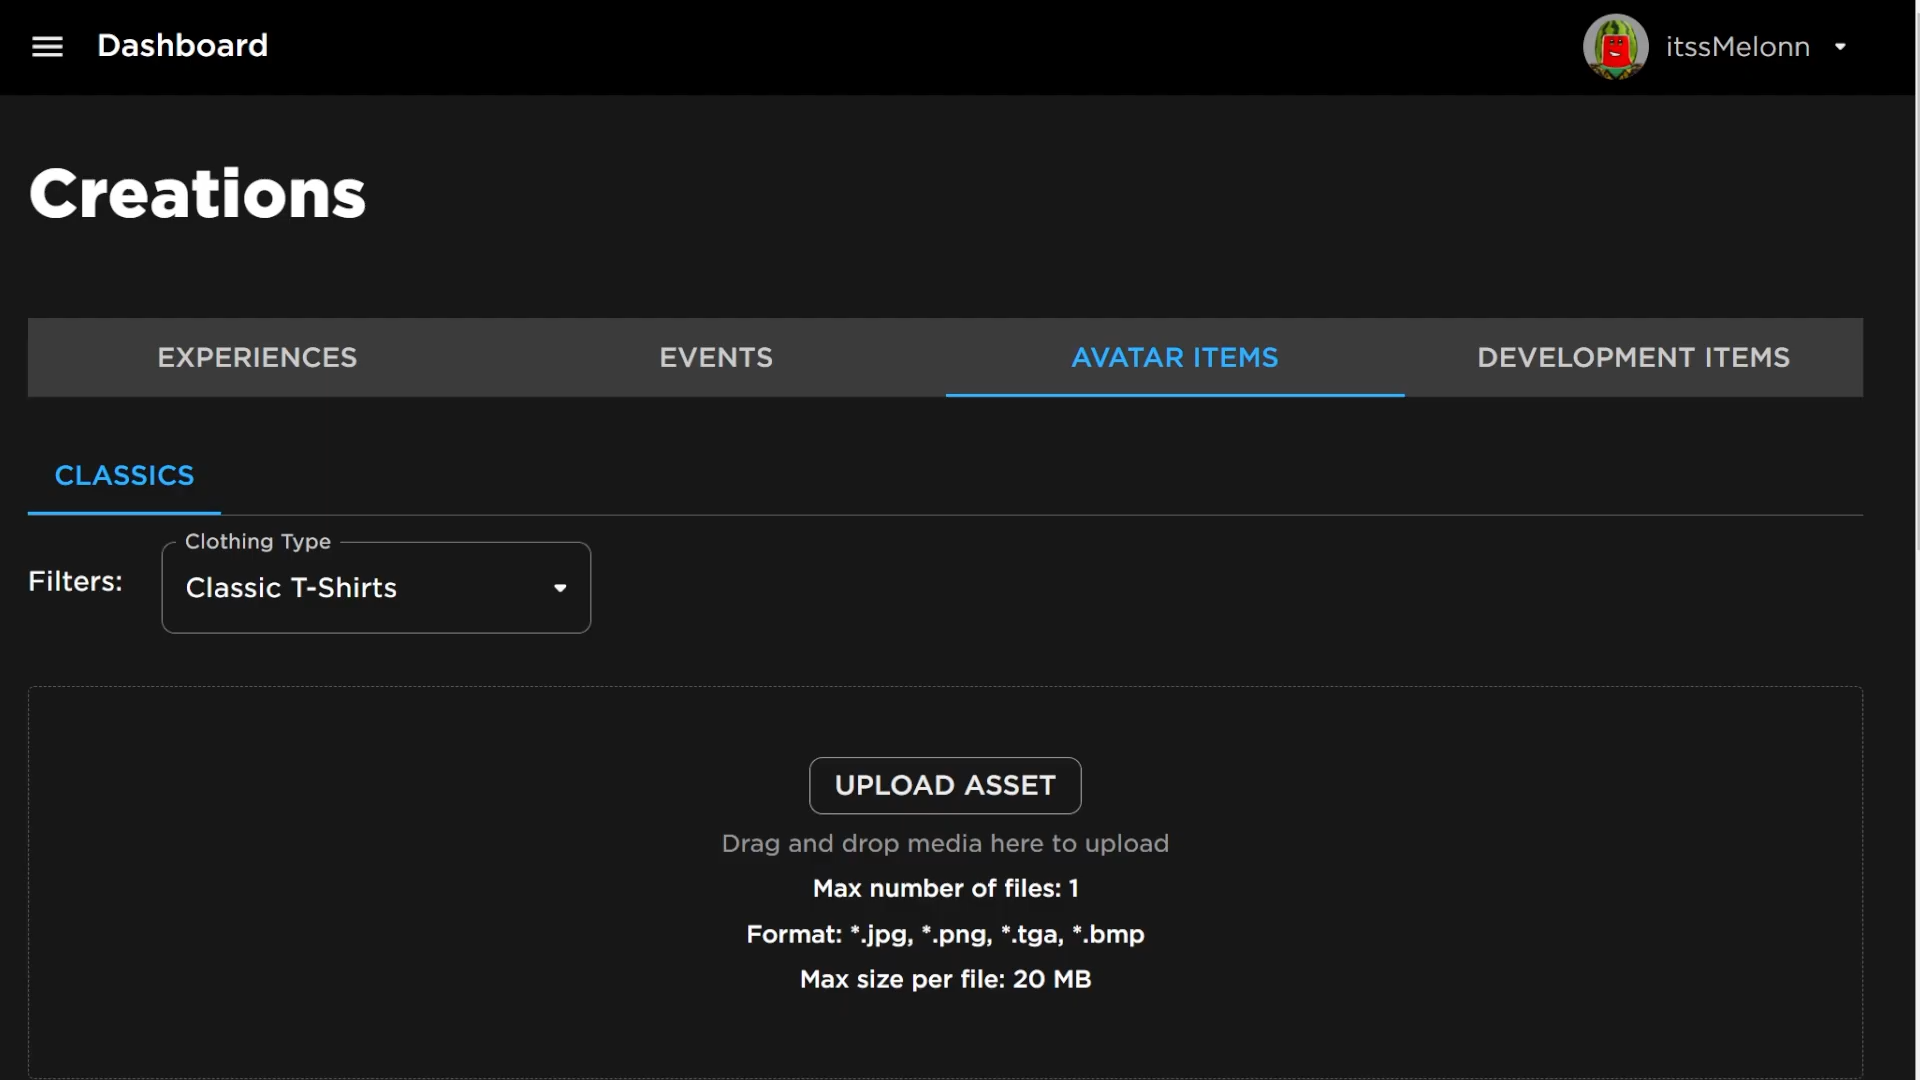 Dashboard
itssMelonn
Creations
EXPERIENCES
EVENTS
AVATAR ITEMS
DEVELOPMENT ITEMS
CLASSICS
Clothing Type
Filters:
Classic T-Shirts
UPLOAD ASSET
Drag and drop media here to upload
Max number of files: 1
Format: *.jpg, *.png, *.tga, *.bmp
Max size per file: 20 MB